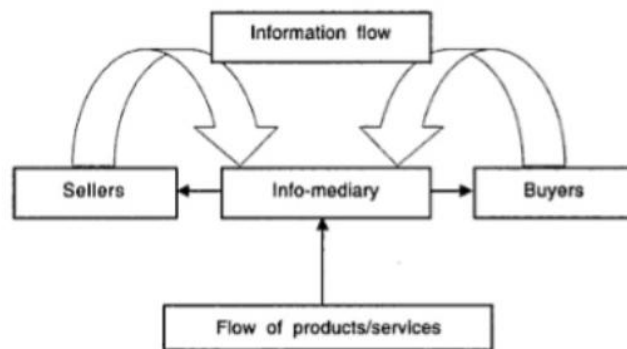 Information flow
Sellers
Info-mediary
Buyers
Flow of products/services